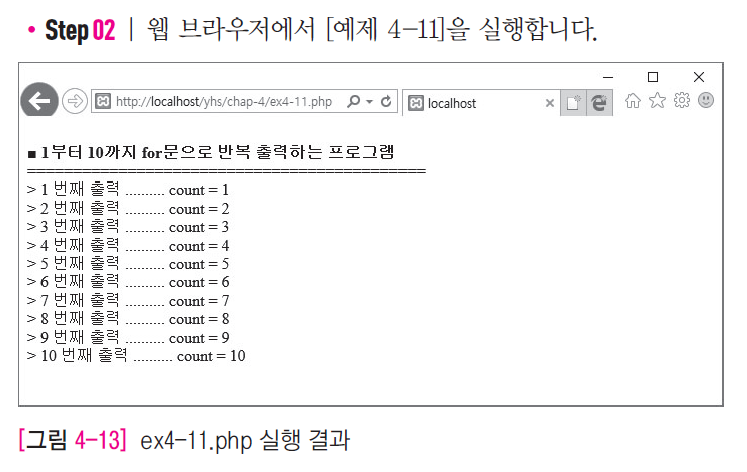 • Step 02 | 웹 브라우저에서 [예제 4-11]을 실행합니다.
http://localhost/yhs/chap-4/ex4-11.php
localhost
■ 1부터 10까지 for문으로 반복 출력하는 프로그램
============================================
> 1 번째 출력 .......... count = 1
> 2 번째 출력 .......... count = 2
> 3 번째 출력 .......... count = 3
> 4 번째 출력 .......... count = 4
> 5 번째 출력 .......... count = 5
> 6 번째 출력 .......... count = 6
> 7 번째 출력 .......... count = 7
> 8 번째 출력 .......... count = 8
> 9 번째 출력 .......... count = 9
> 10 번째 출력 .......... count = 10
[그림 4-13] ex4-11.php 실행 결과